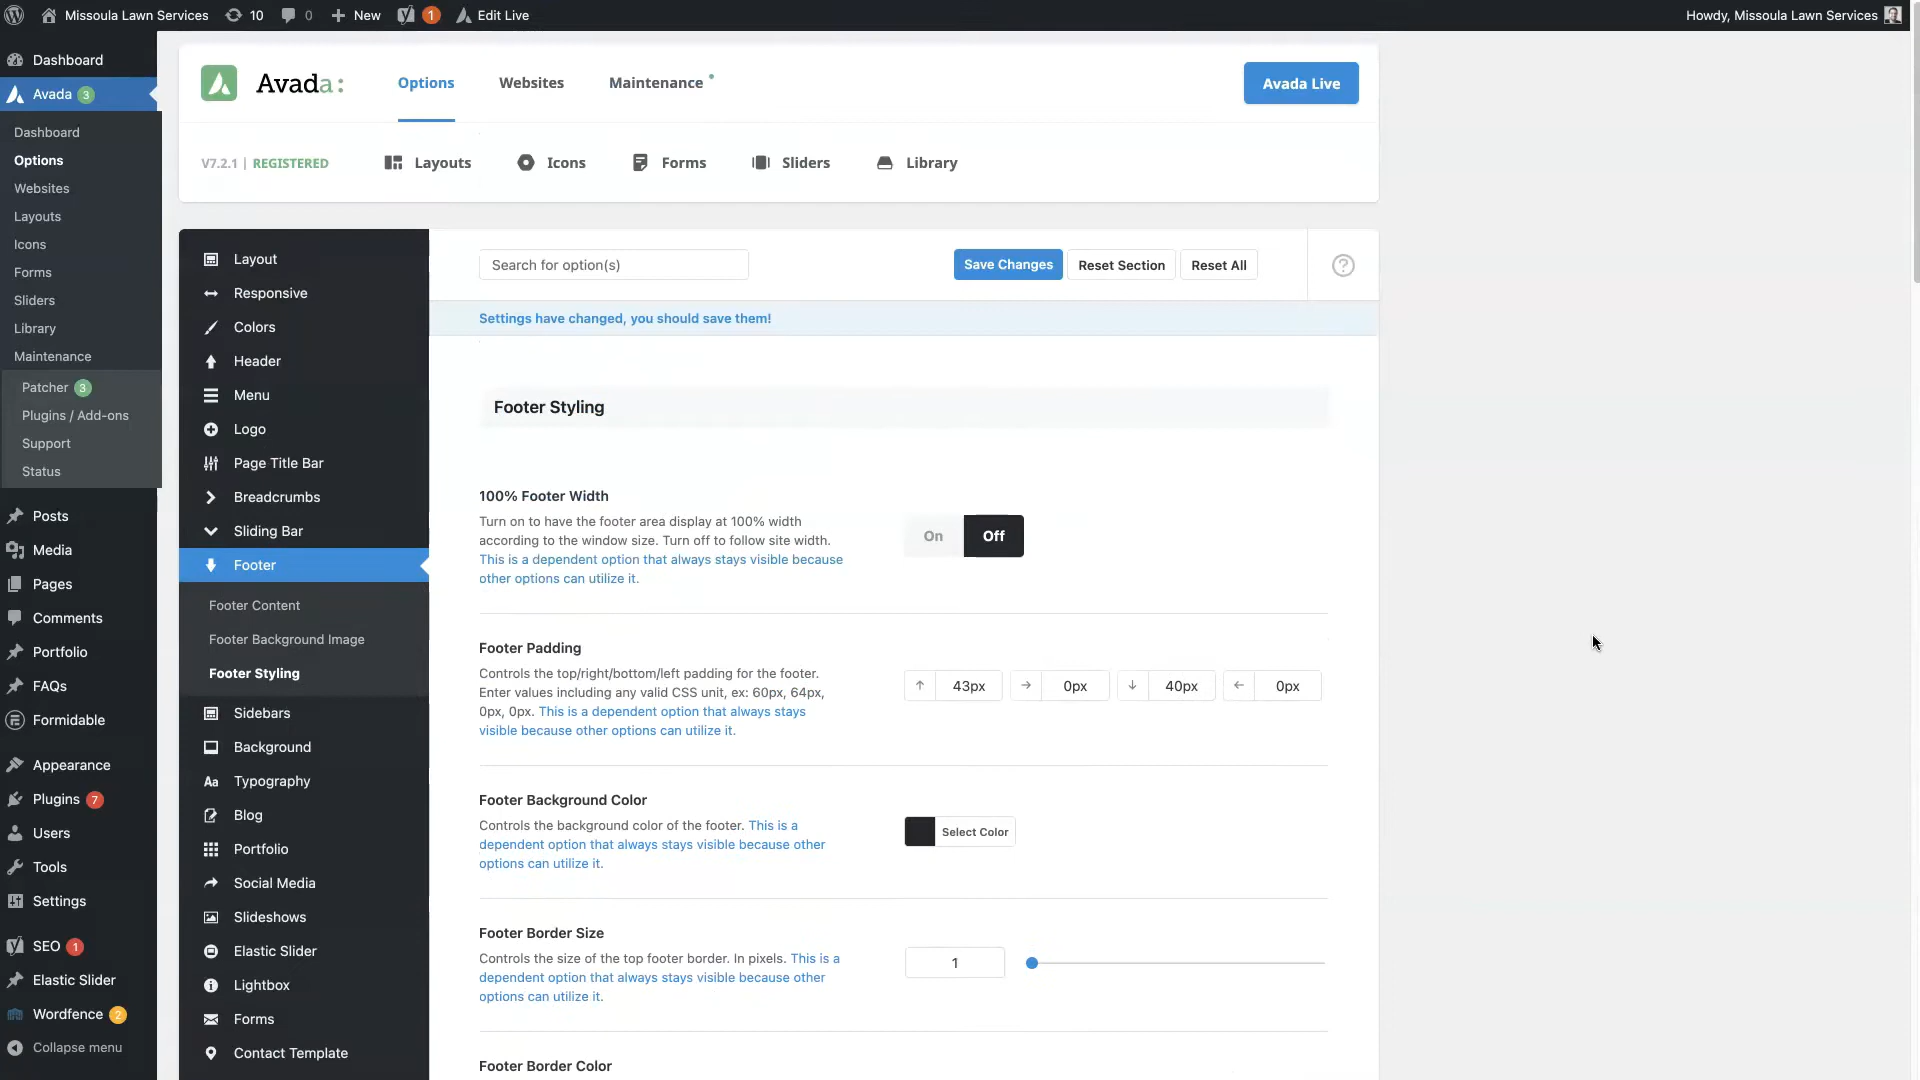 Missoula Lawn Services 10 0 New 1 Edit Live Howdy, Missoula Lawn Services
Dashboard
Avada 3
Dashboard
Options
Websites
Layouts
Icons
Forms
Sliders
Library
Maintenance
Patcher 3
Plugins / Add-ons
Support
Status
Posts
Media
Pages
Comments
Portfolio
FAQs
Formidable
Appearance
Plugins 7
Users
Tools
Settings
SEO 1
Elastic Slider
Wordfence 2
Collapse menu
Avada: Options Websites Maintenance Avada Live
V7.2.1 | REGISTERED Layouts Icons Forms Sliders Library
Layout
Responsive
Colors
Header
Menu
Logo
Page Title Bar
Breadcrumbs
Sliding Bar
Footer
Footer Content
Footer Background Image
Footer Styling
Sidebars
Background
Aa Typography
Blog
Portfolio
Social Media
Slideshows
Elastic Slider
Lightbox
Forms
Contact Template
Search for option(s) Save Changes Reset Section Reset All ?
Settings have changed, you should save them!
Footer Styling
100% Footer Width
Turn on to have the footer area display at 100% width
according to the window size. Turn off to follow site width.
This is a dependent option that always stays visible because
other options can utilize it.
On Off
Footer Padding
Controls the top/right/bottom/left padding for the footer.
Enter values including any valid CSS unit, ex: 60px, 64px,
0px, 0px. This is a dependent option that always stays
visible because other options can utilize it.
43px 0px 40px 0px
Footer Background Color
Controls the background color of the footer. This is a
dependent option that always stays visible because other
options can utilize it.
Select Color
Footer Border Size
Controls the size of the top footer border. In pixels. This is a
dependent option that always stays visible because other
options can utilize it.
1
Footer Border Color